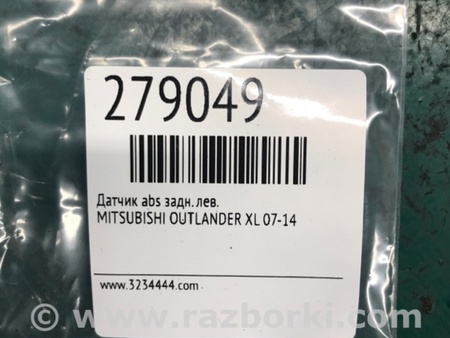 279049
Датчик abs задн.лев.
MITSUBISHI OUTLANDER XL 07-14
www.3234444.com
www.razborki.com